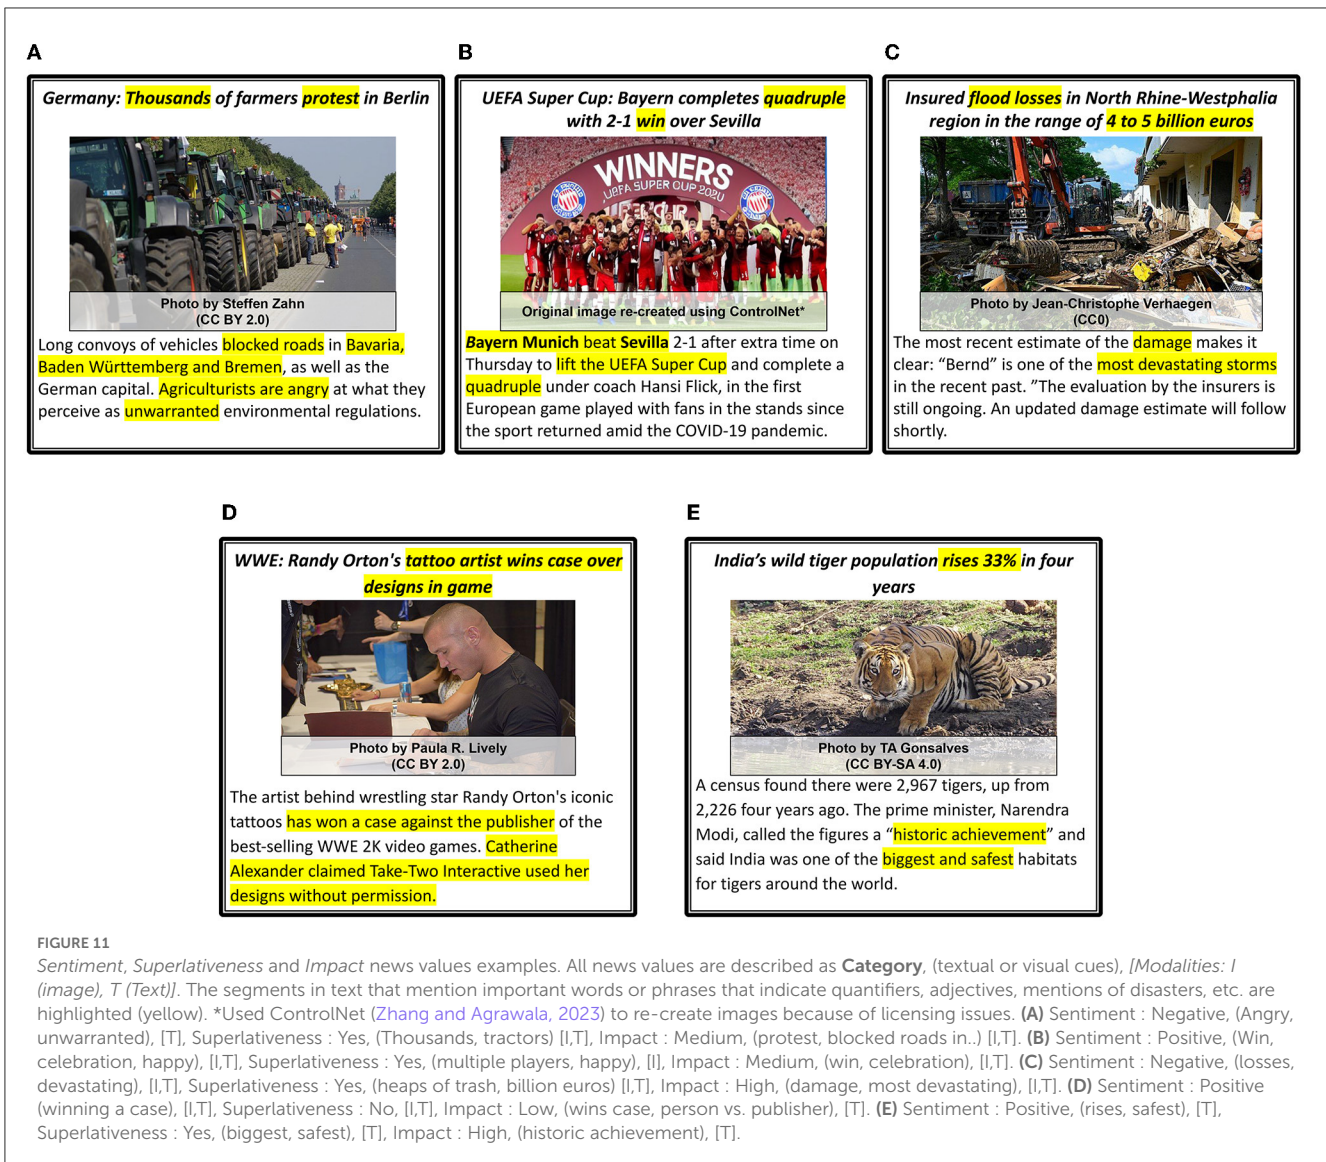 A
Germany: Thousands of farmers protest in Berlin
Photo by Steffen Zahn
(CC BY 2.0)
Long convoys of vehicles blocked roads in Bavaria,
Baden Württemberg and Bremen, as well as the
German capital. Agriculturists are angry at what they
perceive as unwarranted environmental regulations.
B
UEFA Super Cup: Bayern completes quadruple
with 2-1 win over Sevilla
WINNERS
UEFA SUPER CUP 2020
Original image re-created using ControlNet*
Bayern Munich beat Sevilla 2-1 after extra time on
Thursday to lift the UEFA Super Cup and complete a
quadruple under coach Hansi Flick, in the first
European game played with fans in the stands since
the sport returned amid the COVID-19 pandemic.
C
Insured flood losses in North Rhine-Westphalia
region in the range of 4 to 5 billion euros
Photo by Jean-Christophe Verhaegen
(CC0)
The most recent estimate of the damage makes it
clear: “Bernd” is one of the most devastating storms
in the recent past. ”The evaluation by the insurers is
still ongoing. An updated damage estimate will follow
shortly.
D
WWE: Randy Orton's tattoo artist wins case over
designs in game
Photo by Paula R. Lively
(CC BY 2.0)
The artist behind wrestling star Randy Orton's iconic
tattoos has won a case against the publisher of the
best-selling WWE 2K video games. Catherine
Alexander claimed Take-Two Interactive used her
designs without permission.
E
India’s wild tiger population rises 33% in four
years
Photo by TA Gonsalves
(CC BY-SA 4.0)
A census found there were 2,967 tigers, up from
2,226 four years ago. The prime minister, Narendra
Modi, called the figures a “historic achievement” and
said India was one of the biggest and safest habitats
for tigers around the world.
FIGURE 11
Sentiment, Superlativeness and Impact news values examples. All news values are described as Category, (textual or visual cues), [Modalities: I
(image), T (Text)]. The segments in text that mention important words or phrases that indicate quantifiers, adjectives, mentions of disasters, etc. are
highlighted (yellow). *Used ControlNet (Zhang and Agrawala, 2023) to re-create images because of licensing issues. (A) Sentiment : Negative, (Angry,
unwarranted), [T], Superlativeness : Yes, (Thousands, tractors) [I,T], Impact : Medium, (protest, blocked roads in..) [I,T]. (B) Sentiment : Positive, (Win,
celebration, happy), [I,T], Superlativeness : Yes, (multiple players, happy), [I], Impact : Medium, (win, celebration), [I,T]. (C) Sentiment : Negative, (losses,
devastating), [I,T], Superlativeness : Yes, (heaps of trash, billion euros) [I,T], Impact : High, (damage, most devastating), [I,T]. (D) Sentiment : Positive
(winning a case), [I,T], Superlativeness : No, [I,T], Impact : Low, (wins case, person vs. publisher), [T]. (E) Sentiment : Positive, (rises, safest), [T],
Superlativeness : Yes, (biggest, safest), [T], Impact : High, (historic achievement), [T].